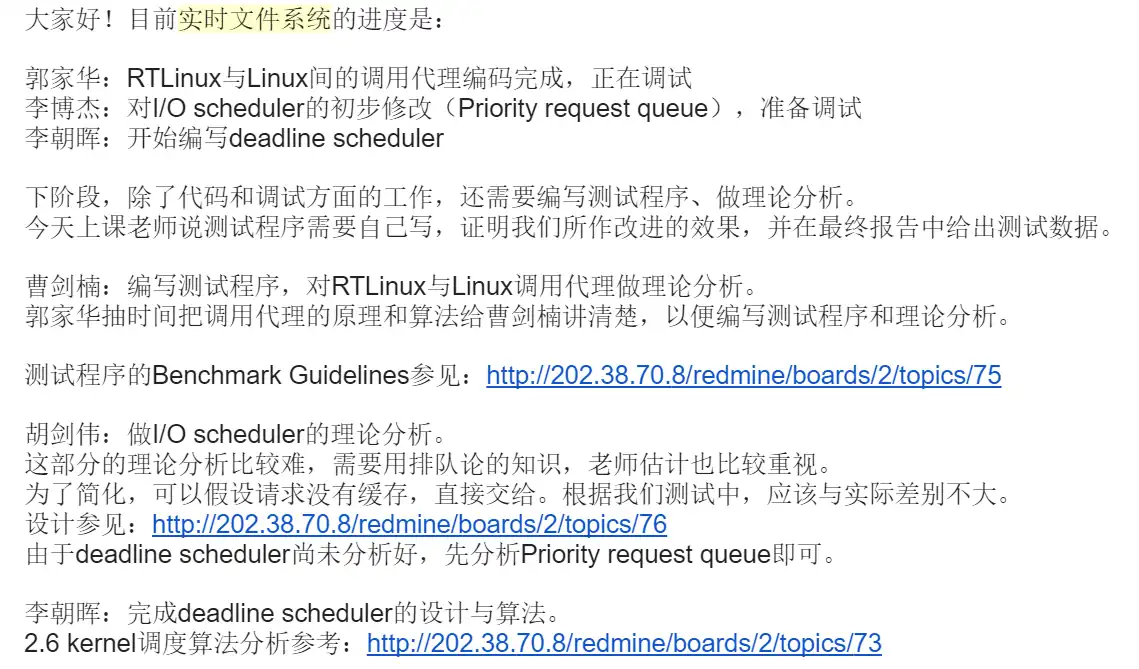 大家好！目前实时文件系统的进度是：
郭家华：RTLinux与Linux间的调用代理编码完成，正在调试
李博杰：对I/O scheduler的初步修改（Priority request queue），准备调试
李朝晖：开始编写deadline scheduler
下阶段，除了代码和调试方面的工作，还需要编写测试程序、做理论分析。
今天上课老师说测试程序需要自己写，证明我们所作改进的效果，并在最终报告中给出测试数据。
曹剑楠：编写测试程序，对RTLinux与Linux调用代理做理论分析。
郭家华抽时间把调用代理的原理和算法给曹剑楠讲清楚，以便编写测试程序和理论分析。
测试程序的Benchmark Guidelines参见：http://202.38.70.8/redmine/boards/2/topics/75
胡剑伟：做I/O scheduler的理论分析。
这部分的理论分析比较难，需要用排队论的知识，老师估计也比较重视。
为了简化，可以假设请求没有缓存，直接交给。根据我们测试中，应该与实际差别不大。
设计参见：http://202.38.70.8/redmine/boards/2/topics/76
由于deadline scheduler尚未分析好，先分析Priority request queue即可。
李朝晖：完成deadline scheduler的设计与算法。
2.6 kernel调度算法分析参考：http://202.38.70.8/redmine/boards/2/topics/73